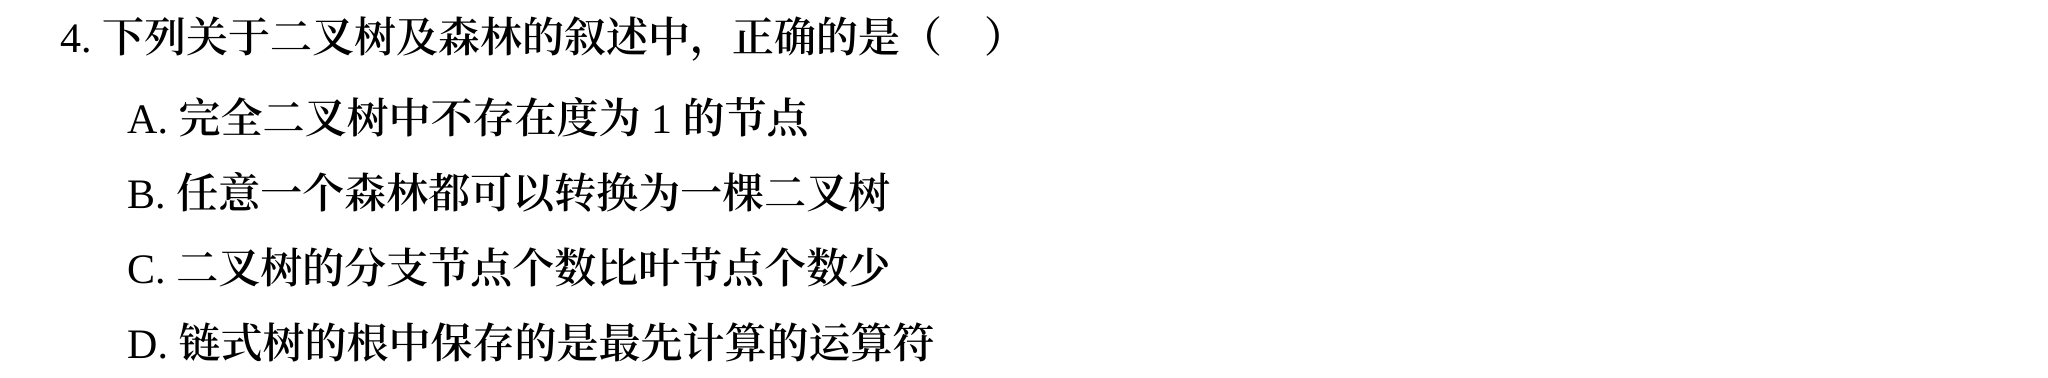 4. 下列关于二叉树及森林的叙述中，正确的是（　）
A. 完全二叉树中不存在度为 1 的节点
B. 任意一个森林都可以转换为一棵二叉树
C. 二叉树的分支节点个数比叶节点个数少
D. 链式树的根中保存的是最先计算的运算符